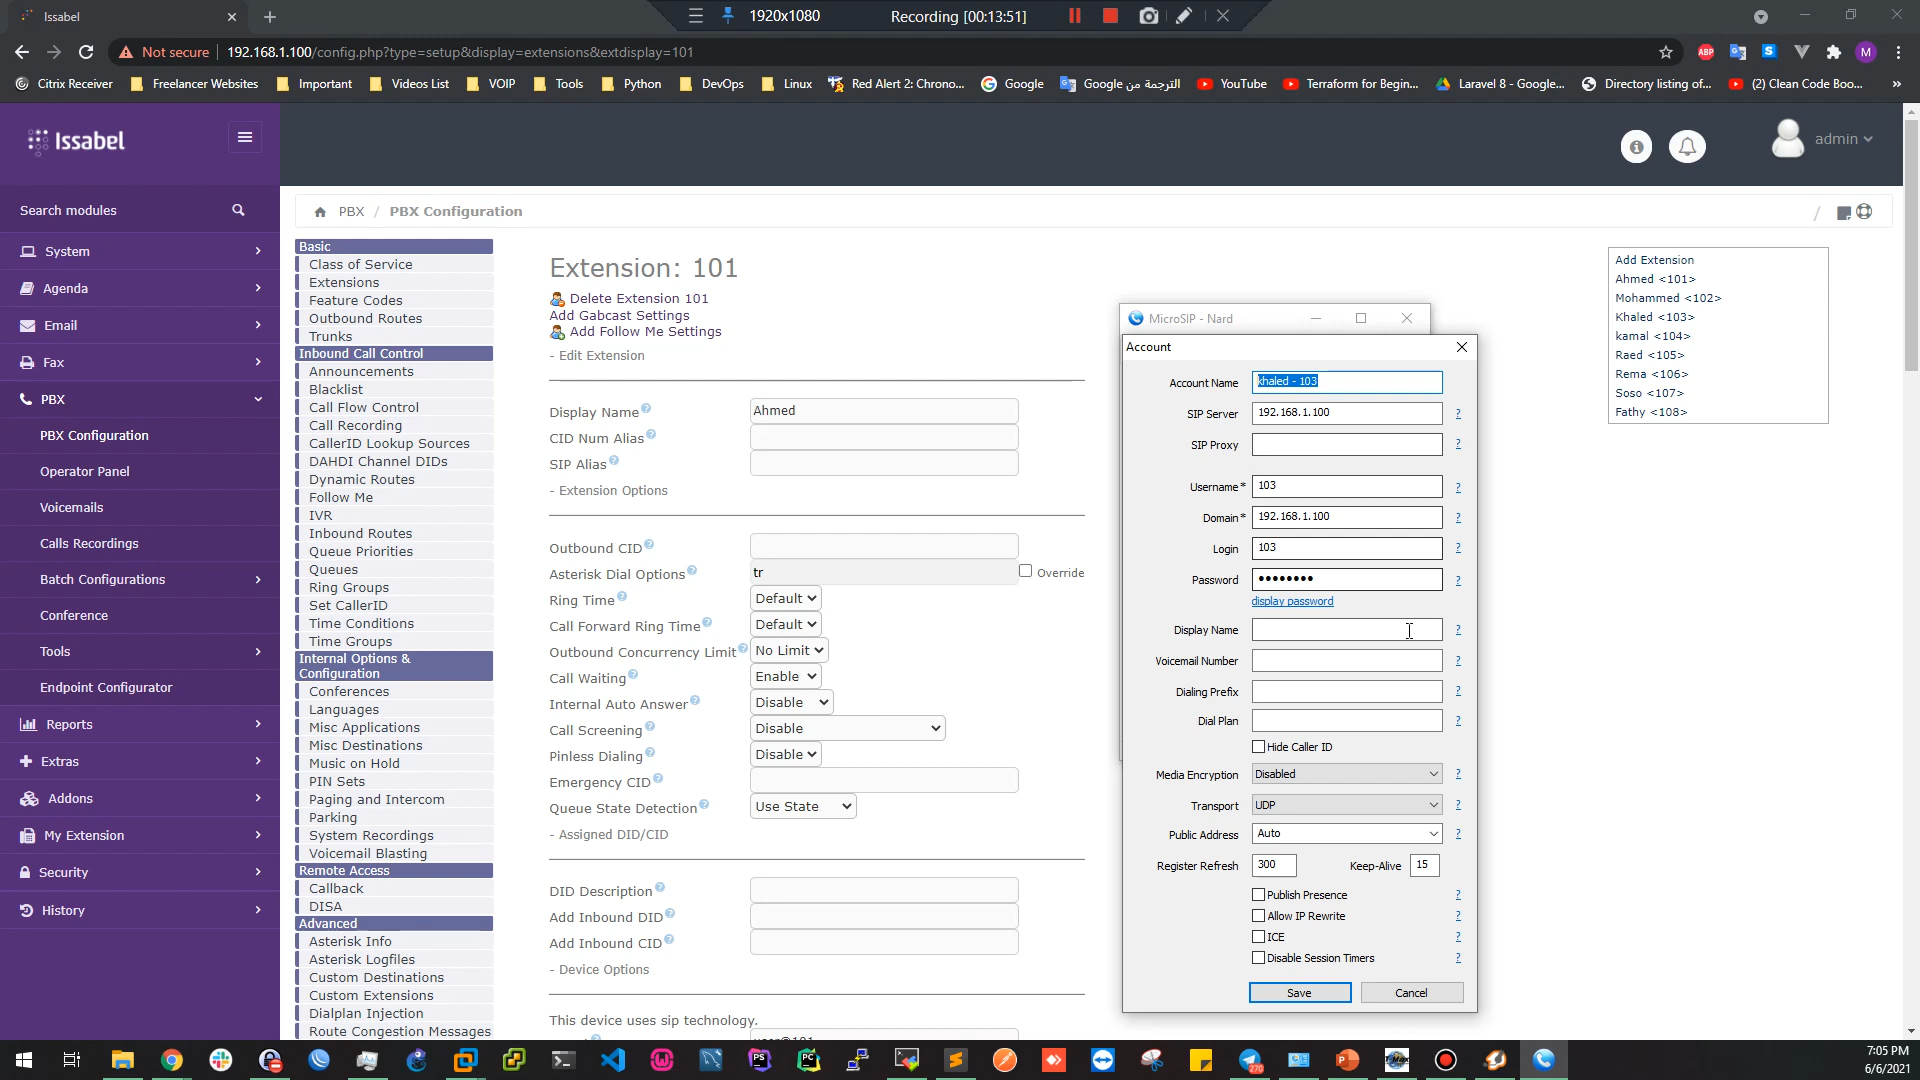 Issabel
1920x1080
Recording [00:13:51]
Not secure
192.168.1.100/config.php?type=setup&display=extensions&extdisplay=101
ABP
M
Citrix Receiver
Freelancer Websites
Important
Videos List
VOIP
Tools
Python
DevOps
Linux
Red Alert 2: Chrono...
Google
الترجمة من Google
YouTube
Terraform for Begin...
Laravel 8 - Google...
Directory listing of...
(2) Clean Code Boo...
»
Issabel
admin
Search modules
System
Agenda
Email
Fax
PBX
PBX Configuration
Operator Panel
Voicemails
Calls Recordings
Batch Configurations
Conference
Tools
Endpoint Configurator
Reports
Extras
Addons
My Extension
Security
History
PBX / PBX Configuration
/
Basic
Class of Service
Extensions
Feature Codes
Outbound Routes
Trunks
Inbound Call Control
Announcements
Blacklist
Call Flow Control
Call Recording
CallerID Lookup Sources
DAHDI Channel DIDs
Dynamic Routes
Follow Me
IVR
Inbound Routes
Queue Priorities
Queues
Ring Groups
Set CallerID
Time Conditions
Time Groups
Internal Options &
Configuration
Conferences
Languages
Misc Applications
Misc Destinations
Music on Hold
PIN Sets
Paging and Intercom
Parking
System Recordings
Voicemail Blasting
Remote Access
Callback
DISA
Advanced
Asterisk Info
Asterisk Logfiles
Custom Destinations
Custom Extensions
Dialplan Injection
Route Congestion Messages
Extension: 101
Delete Extension 101
Add Gabcast Settings
Add Follow Me Settings
- Edit Extension
Display Name
Ahmed
CID Num Alias
SIP Alias
- Extension Options
Outbound CID
Asterisk Dial Options
tr
Override
Ring Time
Default
Call Forward Ring Time
Default
Outbound Concurrency Limit
No Limit
Call Waiting
Enable
Internal Auto Answer
Disable
Call Screening
Disable
Pinless Dialing
Disable
Emergency CID
Queue State Detection
Use State
- Assigned DID/CID
DID Description
Add Inbound DID
Add Inbound CID
- Device Options
This device uses sip technology.
Add Extension
Ahmed <101>
Mohammed <102>
Khaled <103>
kamal <104>
Raed <105>
Rema <106>
Soso <107>
Fathy <108>
MicroSIP - Nard
Account
Account Name
khaled - 103
SIP Server
192.168.1.100
?
SIP Proxy
?
Username*
103
?
Domain*
192.168.1.100
?
Login
103
?
Password
••••••••
?
display password
Display Name
?
Voicemail Number
?
Dialing Prefix
?
Dial Plan
?
Hide Caller ID
Media Encryption
Disabled
?
Transport
UDP
?
Public Address
Auto
?
Register Refresh
300
Keep-Alive
15
Publish Presence
?
Allow IP Rewrite
?
ICE
?
Disable Session Timers
?
Save
Cancel
PS
PC
270
7:05 PM
6/6/2021